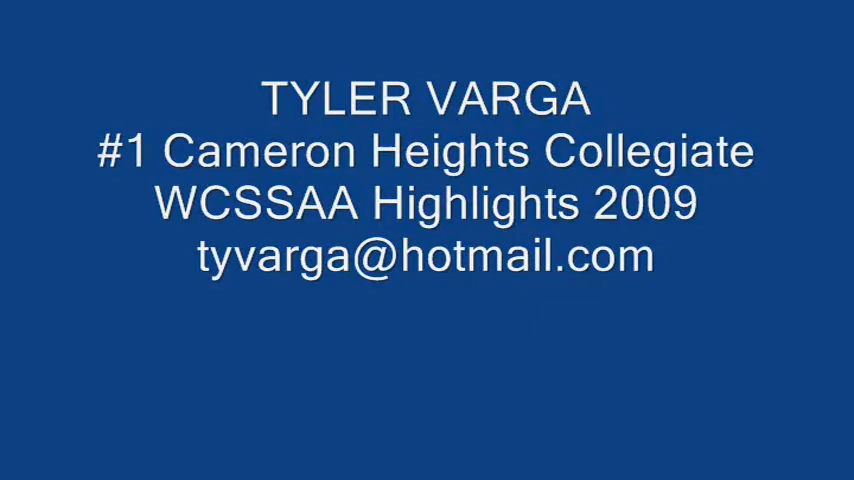 TYLER VARGA
#1 Cameron Heights Collegiate
WCSSAA Highlights 2009
tyvarga@hotmail.com